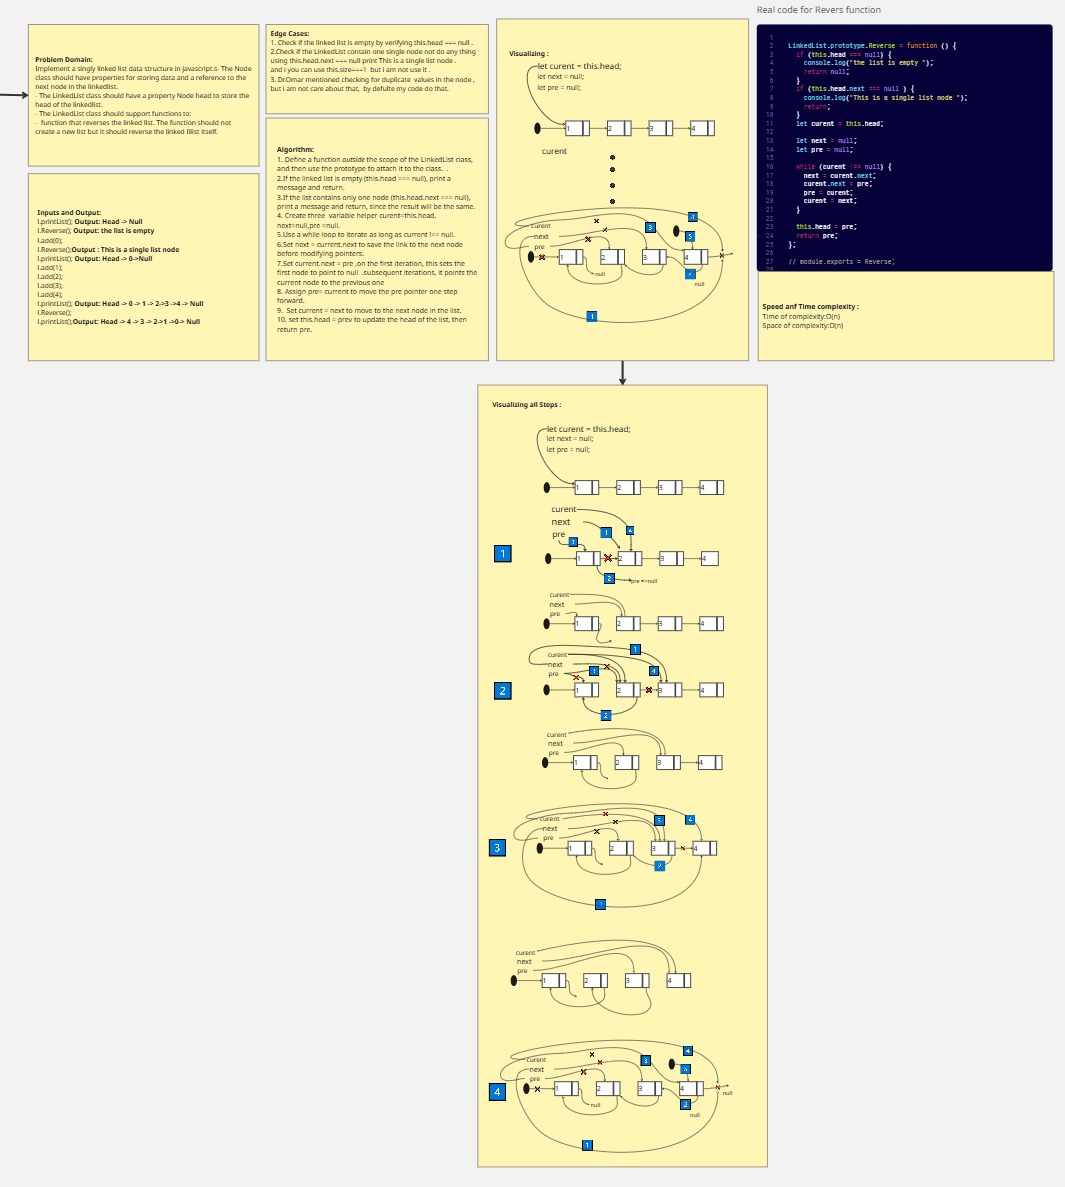 Real code for Revers function
Problem Domain:
Implement a singly linked list data structure in javascript.s- The Node
class should have properties for storing data and a reference to the
next node in the linkedlist.
- The LinkedList class should have a property Node head to store the
head of the linkedlist.
- The LinkedList class should support functions to:
- function that reverses the linked list. The function should not
create a new list but it should reverse the linked lilist itself.
Inputs and Output:
l.printList(); Output: Head -> Null
l.Reverse(); Output: the list is empty
l.add(0);
l.Reverse();Output : This is a single list node
l.printList(); Output: Head -> 0->Null
l.add(1);
l.add(2);
l.add(3);
l.add(4);
l.printList(); Output: Head -> 0 -> 1 -> 2->3 ->4 -> Null
l.Reverse();
l.printList();Output: Head -> 4 -> 3 -> 2->1 ->0-> Null
Edge Cases:
1. Check if the linked list is empty by verifying this.head === null .
2.Check if the LinkedList contain one single node not do any thing
using this.head.next === null print This is a single list node .
and i you can use this.size===1 but i am not use it .
3. Dr.Omar mentioned checking for duplicate values in the node ,
but i am not care about that, by defulte my code do that.
Algorithm:
1. Define a function outside the scope of the LinkedList class,
and then use the prototype to attach it to the class. .
2.If the linked list is empty (this.head === null), print a
message and return.
3.If the list contains only one node (this.head.next === null),
print a message and return, since the result will be the same.
4. Create three variable helper curent=this.head,
next=null,pre =null.
5.Use a while loop to iterate as long as current !== null.
6.Set next = current.next to save the link to the next node
before modifying pointers.
7.Set current.next = pre ,on the first iteration, this sets the
first node to point to null .subsequent iterations, it points the
current node to the previous one
8. Assign pre= current to move the pre pointer one step
forward.
9. Set current = next to move to the next node in the list.
10. set this.head = prev to update the head of the list, then
return pre.
Visualizing :
let curent = this.head;
let next = null;
let pre = null;
1 2 3 4
curent
4
curent
3
next
5
pre
1 2 3 4
null
2
null
1
1
2 LinkedList.prototype.Reverse = function () {
3 if (this.head === null) {
4 console.log("the list is empty ");
5 return null;
6 }
7 if (this.head.next === null ) {
8 console.log("This is a single list node ");
9 return;
10 }
11 let curent = this.head;
12
13 let next = null;
14 let pre = null;
15
16 while (curent !== null) {
17 next = curent.next;
18 curent.next = pre;
19 pre = curent;
20 curent = next;
21 }
22
23 this.head = pre;
24 return pre;
25 };
26
27 // module.exports = Reverse;
28
Speed anf Time complexity :
Time of complexity:O(n)
Space of complexity:O(n)
Visualizing all Steps :
let curent = this.head;
let next = null;
let pre = null;
1 2 3 4
curent
next
4
1
pre
3
1
1 2 3 4
2
pre ==null
curent
next
pre
1 2 3 4
1
curent
next
pre
3 4
2
1 2 3 4
2
curent
next
pre
1 2 3 4
curent
3 4
next
pre
3
1 2 3 4
2
1
curent
next
pre
1 2 3 4
4
curent
3
next
5
pre
4
1 2 3 4
null
null
2
null
1